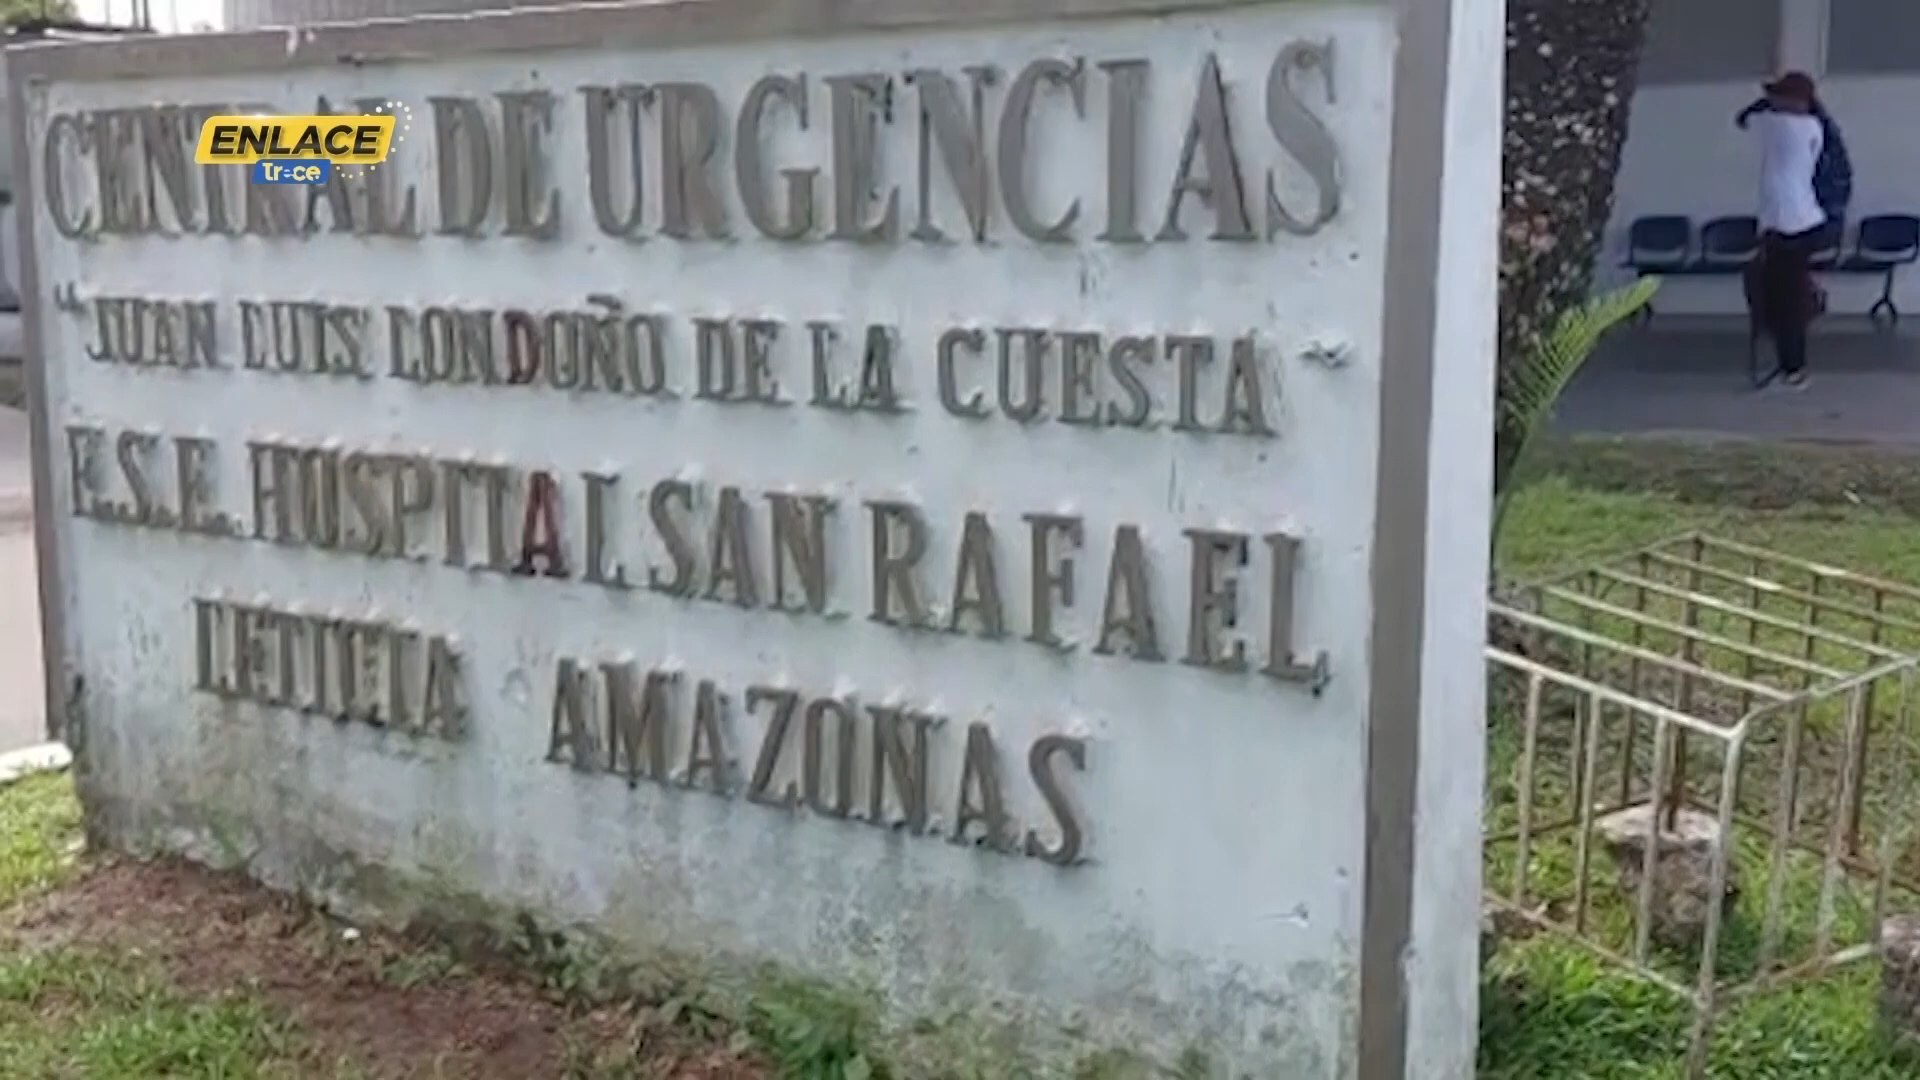 ENLACE
Trece
CENTRAL DE URGENCIAS
"JUAN LUIS LONDOÑO DE LA CUESTA"
E.S.E. HOSPITAL SAN RAFAEL
LETICIA AMAZONAS